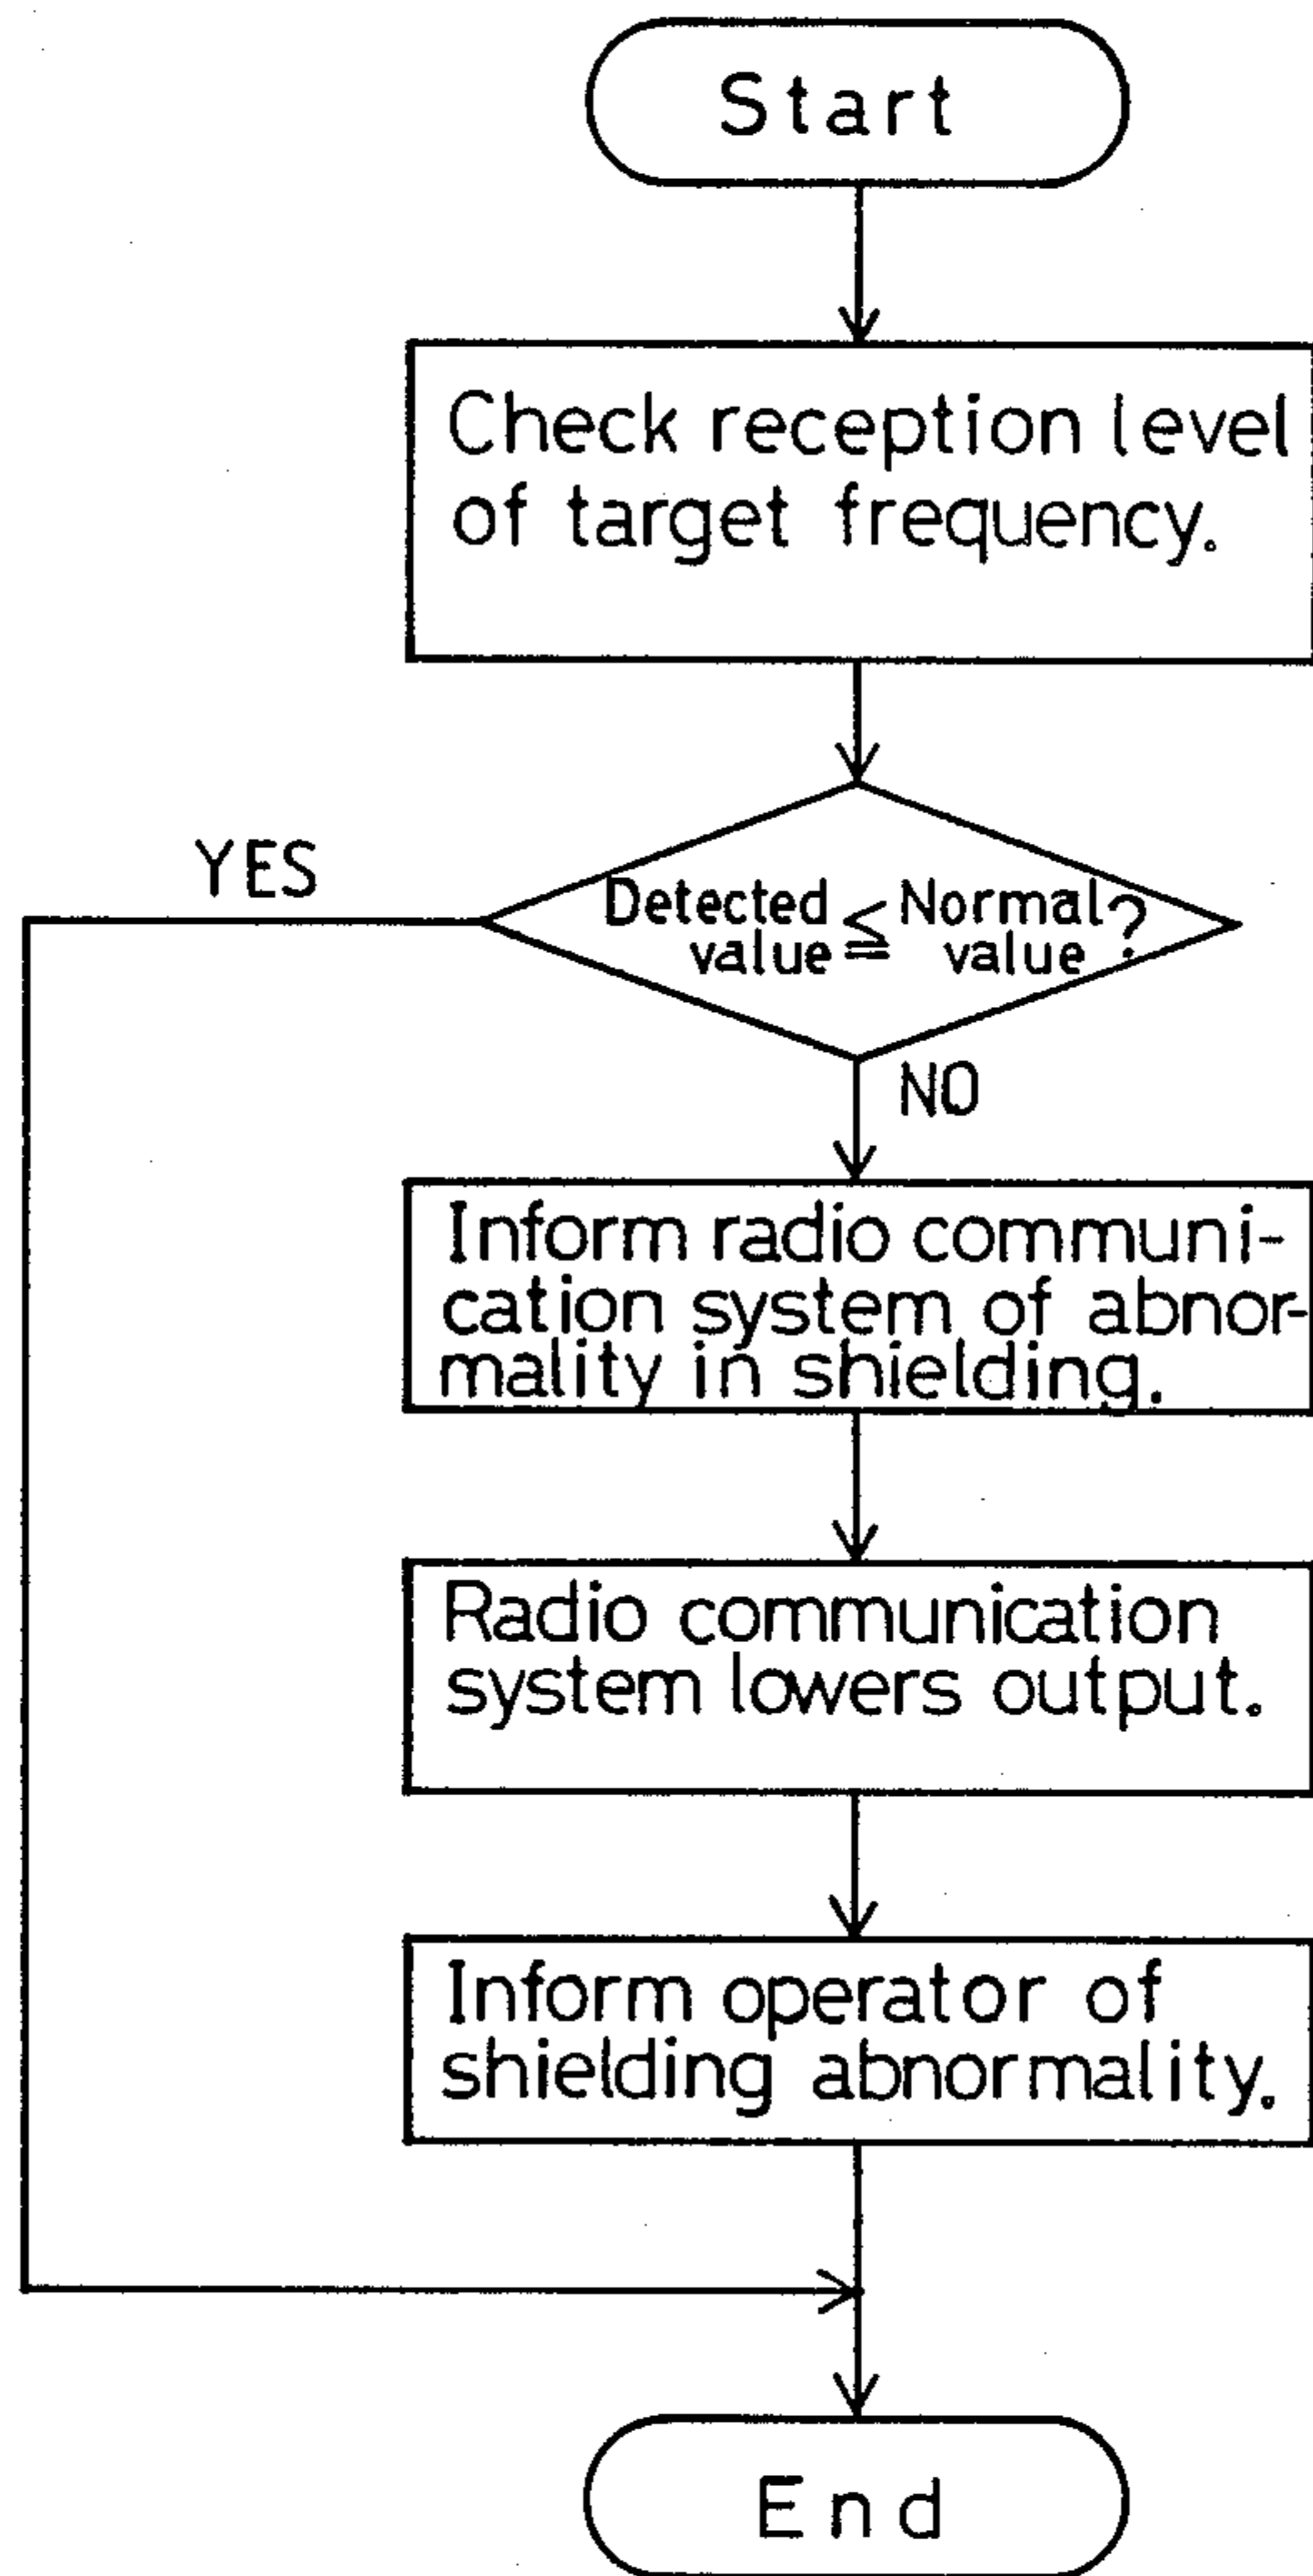 Start
Check reception level
of target frequency.
YES
Detected ≦ Normal ?
value value
NO
Inform radio communi-
cation system of abnor-
mality in shielding.
Radio communication
system lowers output.
Inform operator of
shielding abnormality.
End